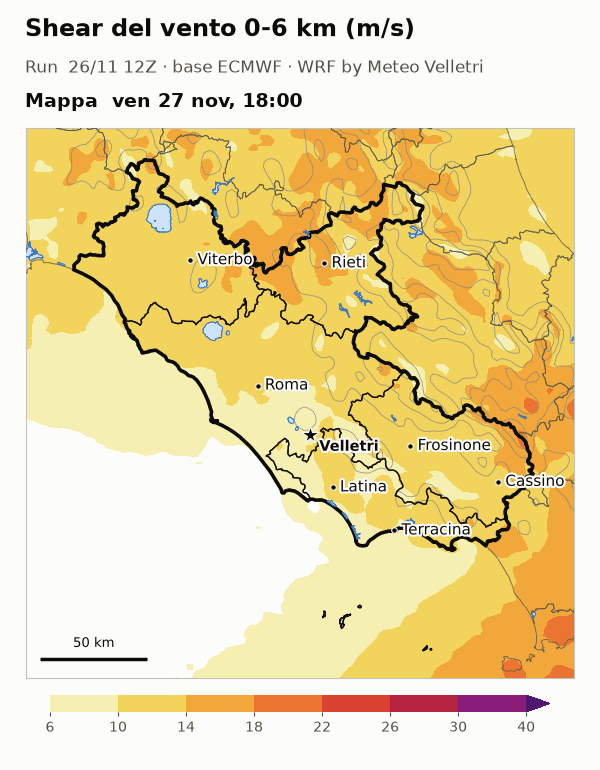 Shear del vento 0-6 km (m/s)
Run  26/11 12Z · base ECMWF · WRF by Meteo Velletri
Mappa  ven 27 nov, 18:00
Viterbo
Rieti
Roma
Velletri
Frosinone
Cassino
Latina
Terracina
50 km
6 10 14 18 22 26 30 40